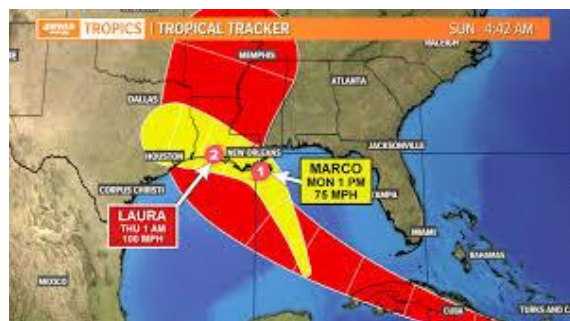 TROPICS | TROPICAL TRACKER
SUN 4:42 AM
RALEIGH
MEMPHIS
ATLANTA
DALLAS
JACKSONVILLE
HOUSTON
2
NEW ORLEANS
1
MARCO
MON 1 PM
75 MPH
CORPUS CHRISTI
TAMPA
LAURA
THU 1 AM
100 MPH
MIAMI
BAHAMAS
MEXICO
CUBA
TURKS AND C